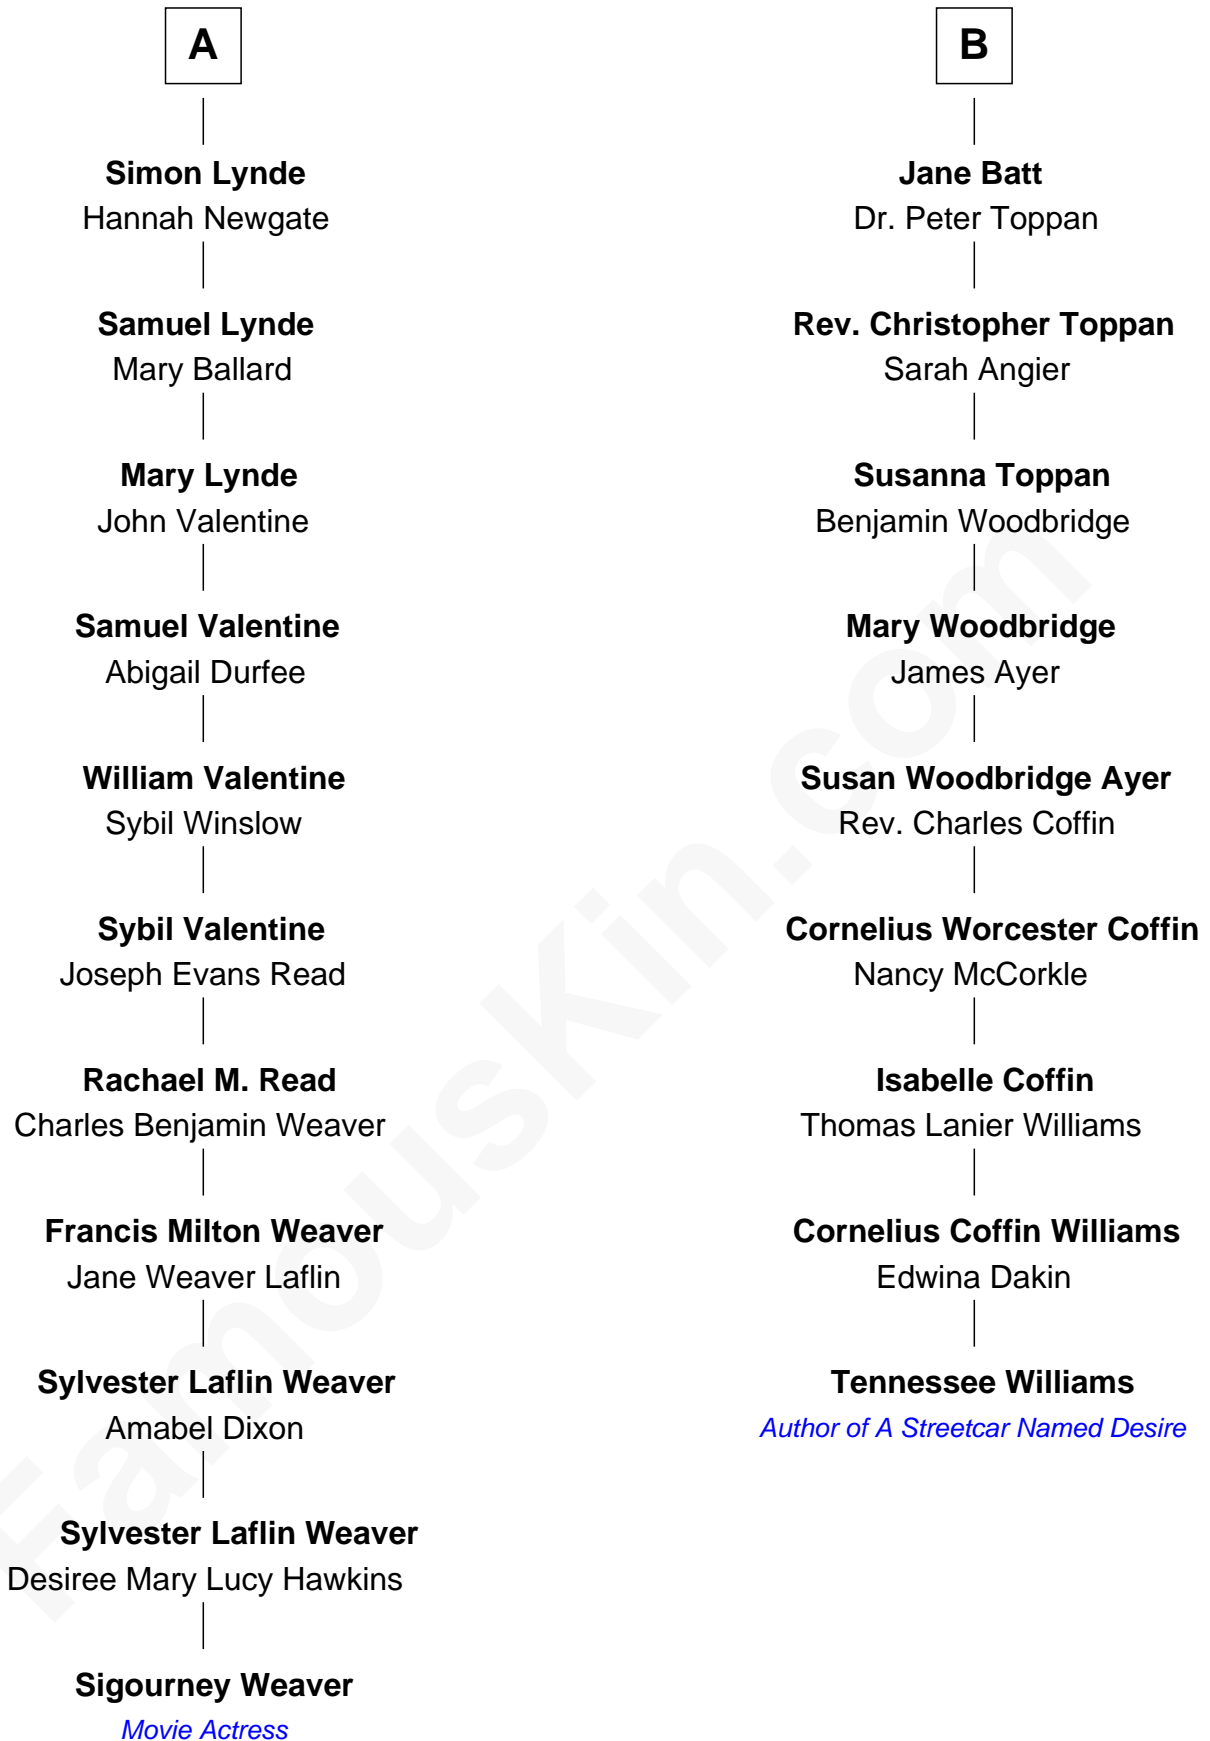 A
Simon Lynde
Hannah Newgate
Samuel Lynde
Mary Ballard
Mary Lynde
John Valentine
Samuel Valentine
Abigail Durfee
William Valentine
Sybil Winslow
Sybil Valentine
Joseph Evans Read
Rachael M. Read
Charles Benjamin Weaver
Francis Milton Weaver
Jane Weaver Laflin
Sylvester Laflin Weaver
Amabel Dixon
Sylvester Laflin Weaver
Desiree Mary Lucy Hawkins
Sigourney Weaver
Movie Actress
B
Jane Batt
Dr. Peter Toppan
Rev. Christopher Toppan
Sarah Angier
Susanna Toppan
Benjamin Woodbridge
Mary Woodbridge
James Ayer
Susan Woodbridge Ayer
Rev. Charles Coffin
Cornelius Worcester Coffin
Nancy McCorkle
Isabelle Coffin
Thomas Lanier Williams
Cornelius Coffin Williams
Edwina Dakin
Tennessee Williams
Author of A Streetcar Named Desire
FamousKin.com